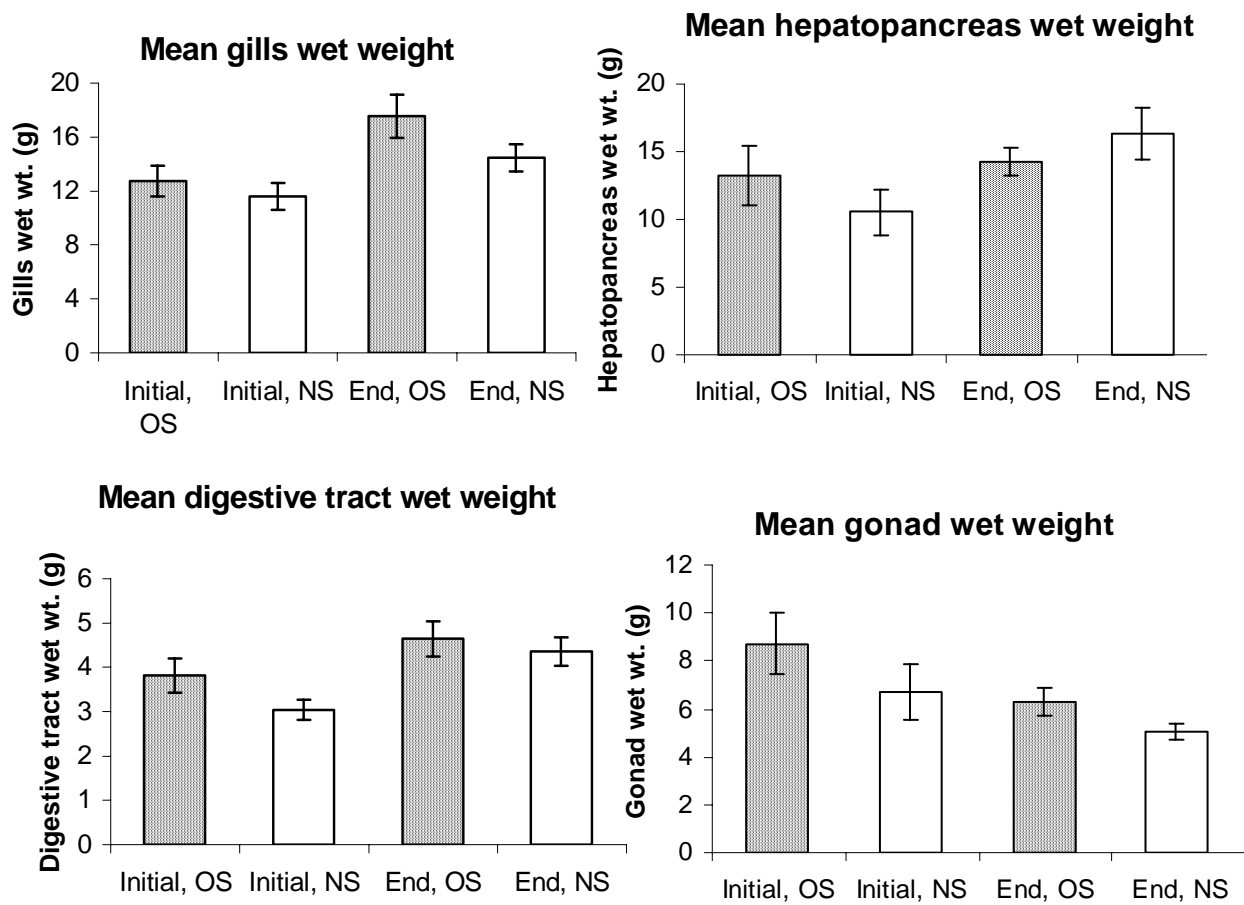 Mean gills wet weight
Gills wet wt. (g)
20
16
12
8
4
0
Initial,
OS
Initial, NS
End, OS
End, NS
Mean hepatopancreas wet weight
Hepatopancreas wet wt. (g)
20
15
10
5
0
Initial, OS
Initial, NS
End, OS
End, NS
Mean digestive tract wet weight
Digestive tract wet wt. (g)
6
5
4
3
2
1
0
Initial, OS
Initial, NS
End, OS
End, NS
Mean gonad wet weight
Gonad wet wt. (g)
12
10
8
6
4
2
0
Initial, OS
Initial, NS
End, OS
End, NS